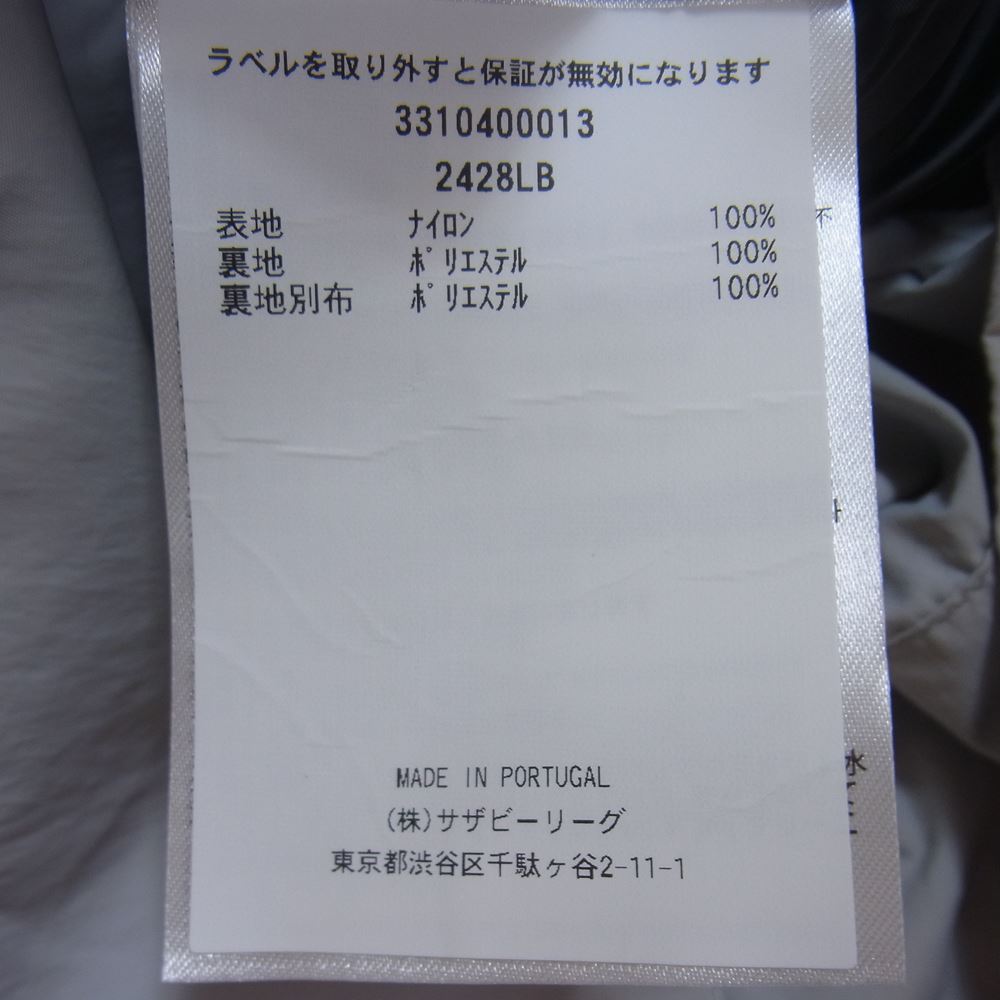 ラベルを取り外すと保証が無効になります
3310400013
2428LB
表地 ナイロン 100%
裏地 ポリエステル 100%
裏地別布 ポリエステル 100%
不
水
MADE IN PORTUGAL
(株)サザビーリーグ
東京都渋谷区千駄ヶ谷2-11-1